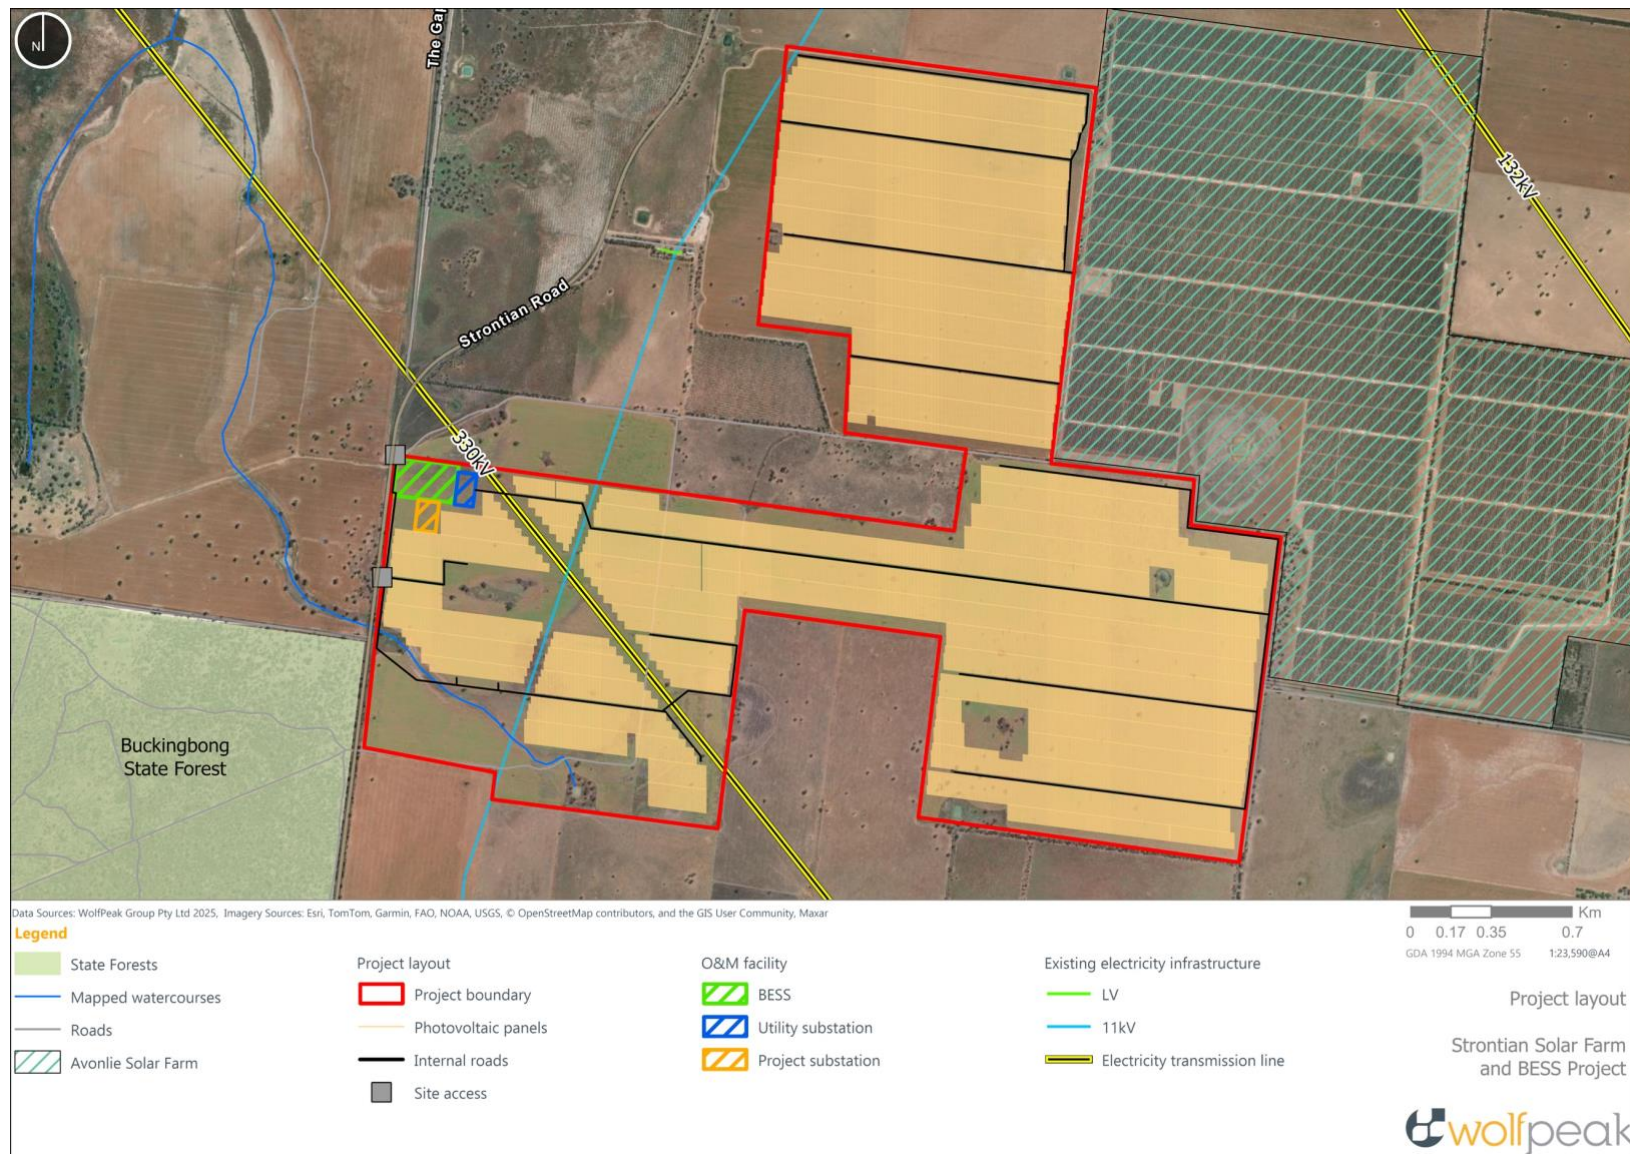 N
The Gap
132kV
Strontian Road
330kV
Buckingbong
State Forest
Data Sources: WolfPeak Group Pty Ltd 2025, Imagery Sources: Esri, TomTom, Garmin, FAO, NOAA, USGS, © OpenStreetMap contributors, and the GIS User Community, Maxar
Legend
State Forests
Mapped watercourses
Roads
Avonlie Solar Farm
Project layout
Project boundary
Photovoltaic panels
Internal roads
Site access
O&M facility
BESS
Utility substation
Project substation
Existing electricity infrastructure
LV
11kV
Electricity transmission line
Km
0 0.17 0.35 0.7
GDA 1994 MGA Zone 55 1:23,590@A4
Project layout
Strontian Solar Farm
and BESS Project
wolfpeak